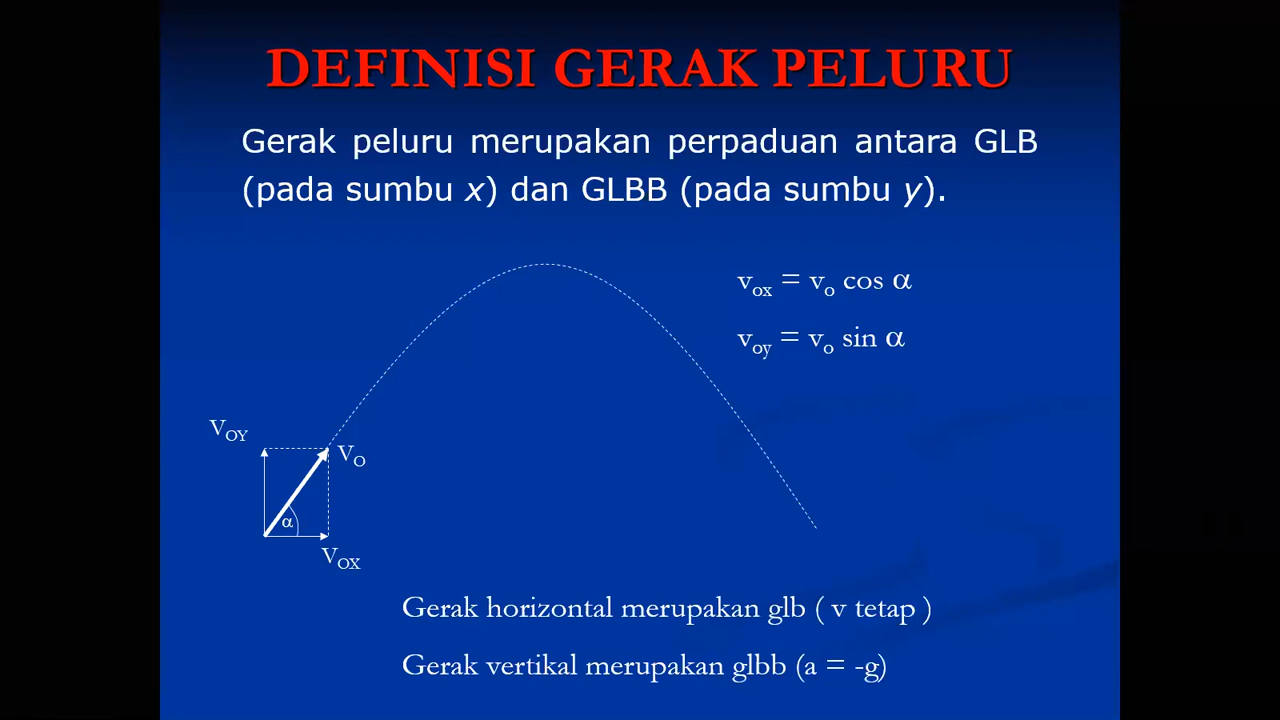 DEFINISI GERAK PELURU
Gerak peluru merupakan perpaduan antara GLB
(pada sumbu x) dan GLBB (pada sumbu y).
vox = vo cos α
voy = vo sin α
VOY
VO
α
VOX
Gerak horizontal merupakan glb ( v tetap )
Gerak vertikal merupakan glbb (a = -g)